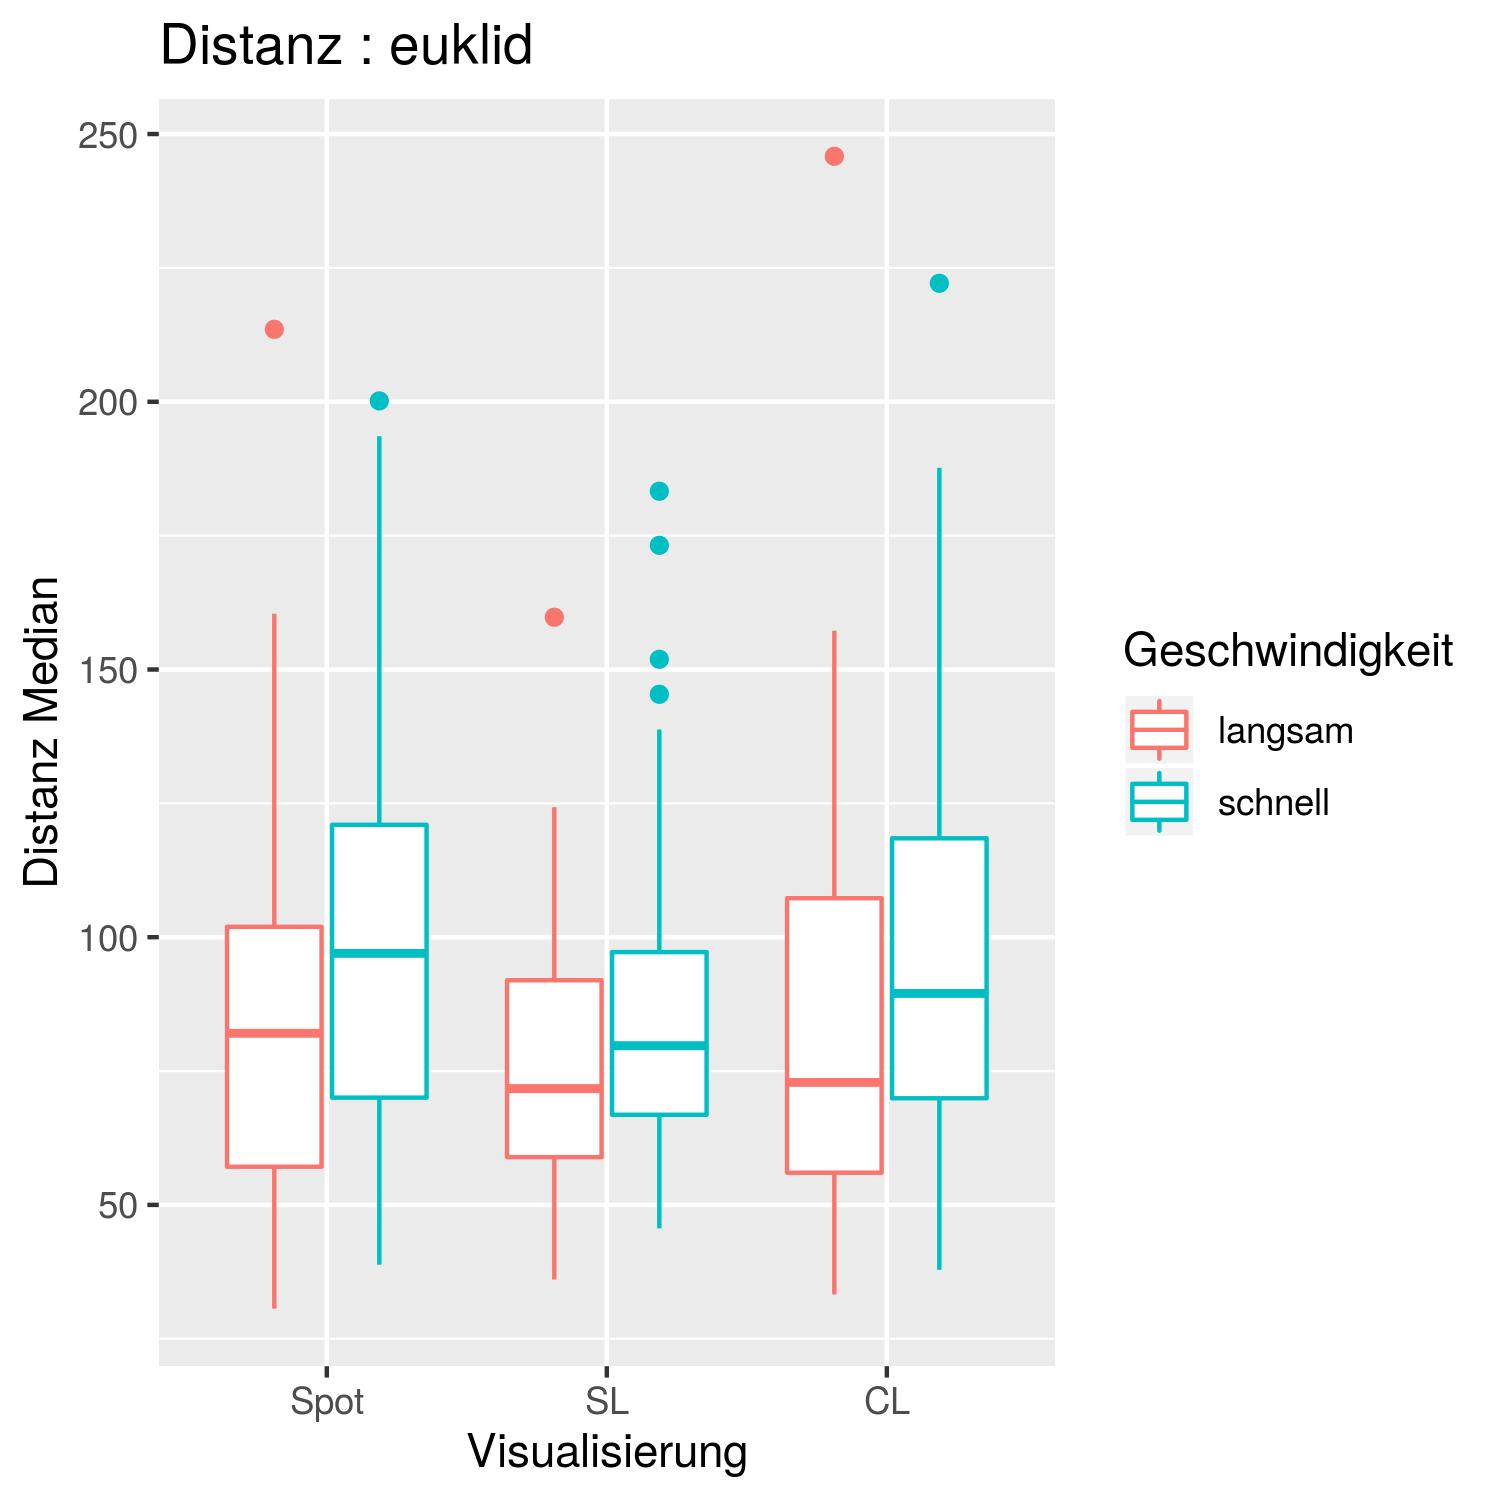 Distanz : euklid
Distanz Median
250
200
150
100
50
Spot
SL
CL
Visualisierung
Geschwindigkeit
langsam
schnell